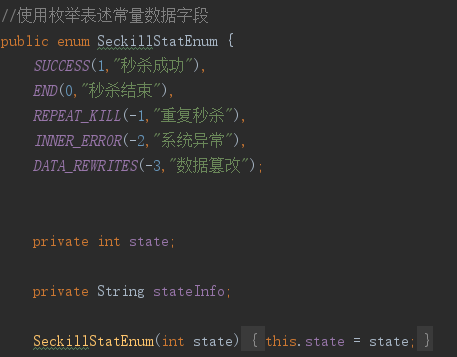 //使用枚举表述常量数据字段
public enum SeckillStatEnum {
SUCCESS(1,"秒杀成功"),
END(0,"秒杀结束"),
REPEAT_KILL(-1,"重复秒杀"),
INNER_ERROR(-2,"系统异常"),
DATA_REWRITES(-3,"数据篡改");
private int state;
private String stateInfo;
SeckillStatEnum(int state) { this.state = state; }